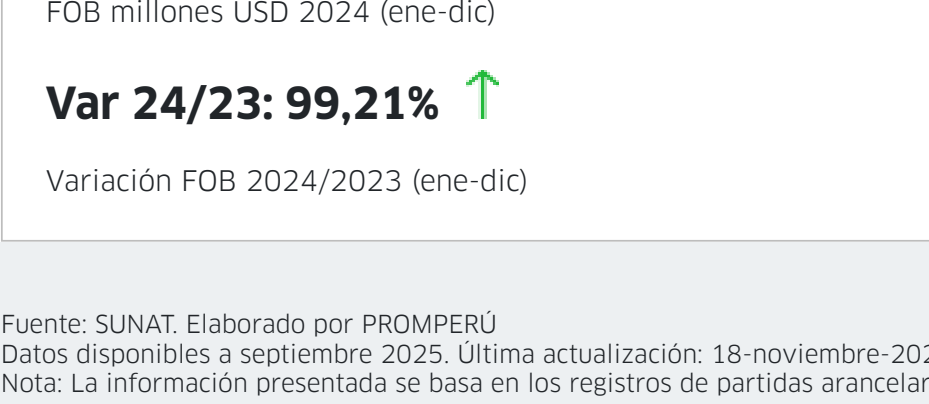 FOB millones USD 2024 (ene-dic)
Var 24/23: 99,21%
Variación FOB 2024/2023 (ene-dic)
Fuente: SUNAT. Elaborado por PROMPERÚ
Datos disponibles a septiembre 2025. Última actualización: 18-noviembre-202
Nota: La información presentada se basa en los registros de partidas arancelar